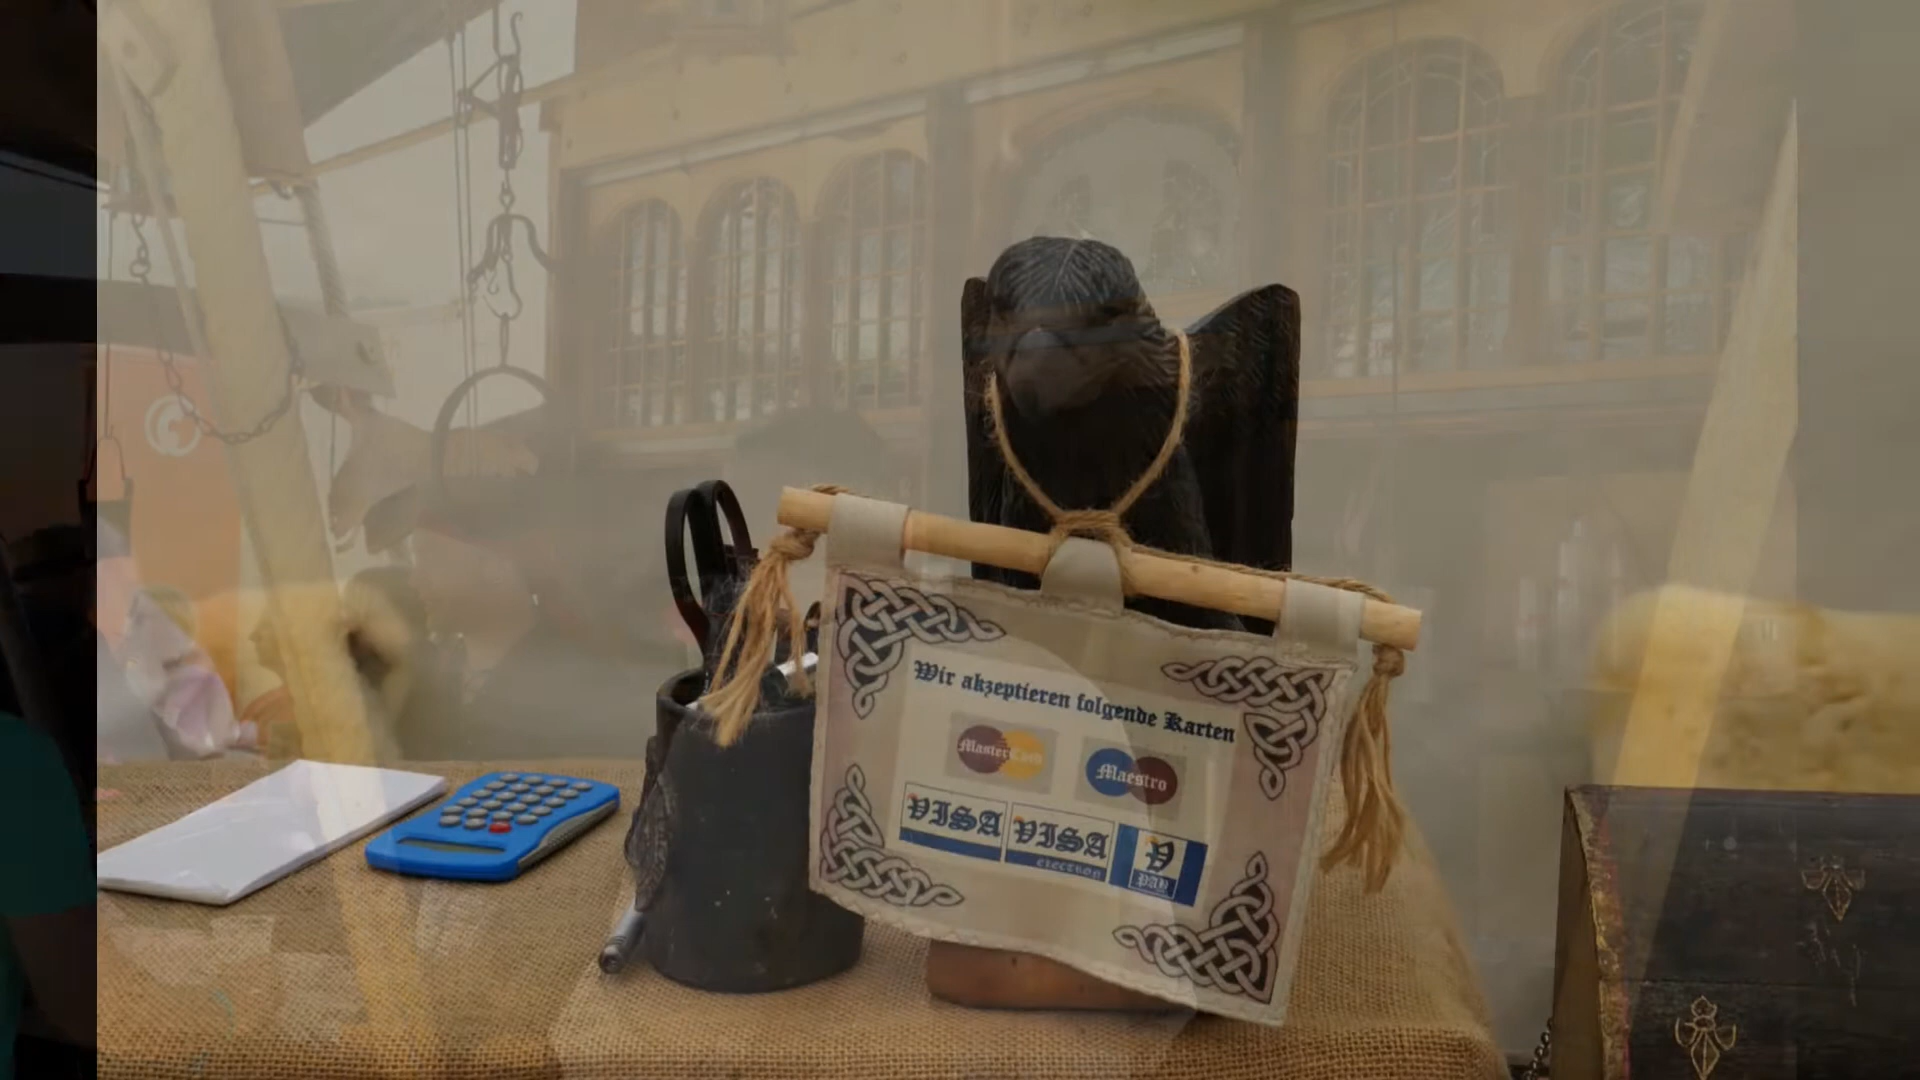 Wir akzeptieren folgende Karten
MasterCard
Maestro
VISA
VISA
ELECTRON
V
PAY